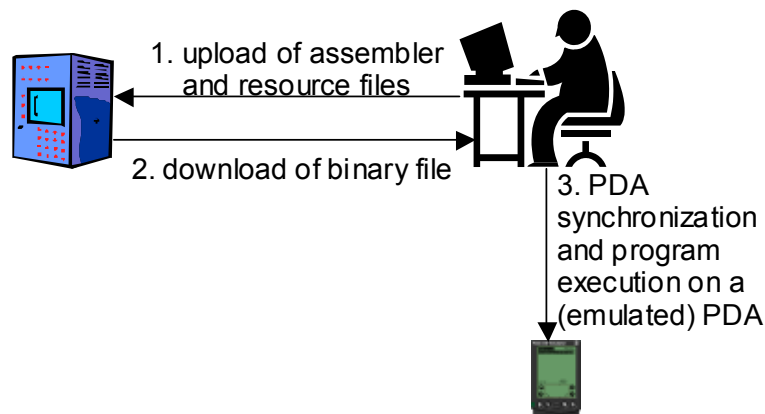 1. upload of assembler
and resource files
2. download of binary file
3. PDA
synchronization
and program
execution on a
(emulated) PDA